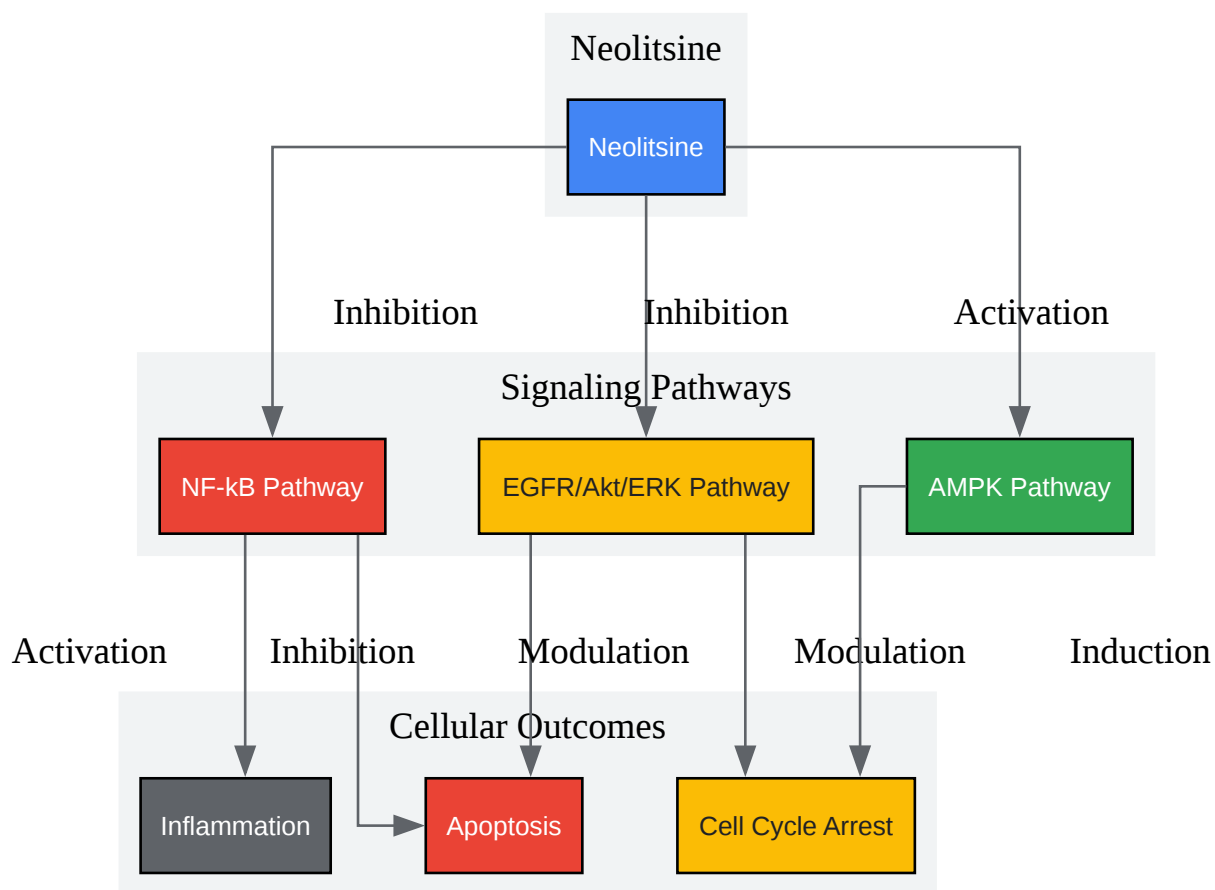 Neolitsine
Neolitsine
Inhibition
Inhibition
Activation
Signaling Pathways
NF-kB Pathway
EGFR/Akt/ERK Pathway
AMPK Pathway
Activation
Inhibition
Modulation
Modulation
Induction
Cellular Outcomes
Inflammation
Apoptosis
Cell Cycle Arrest